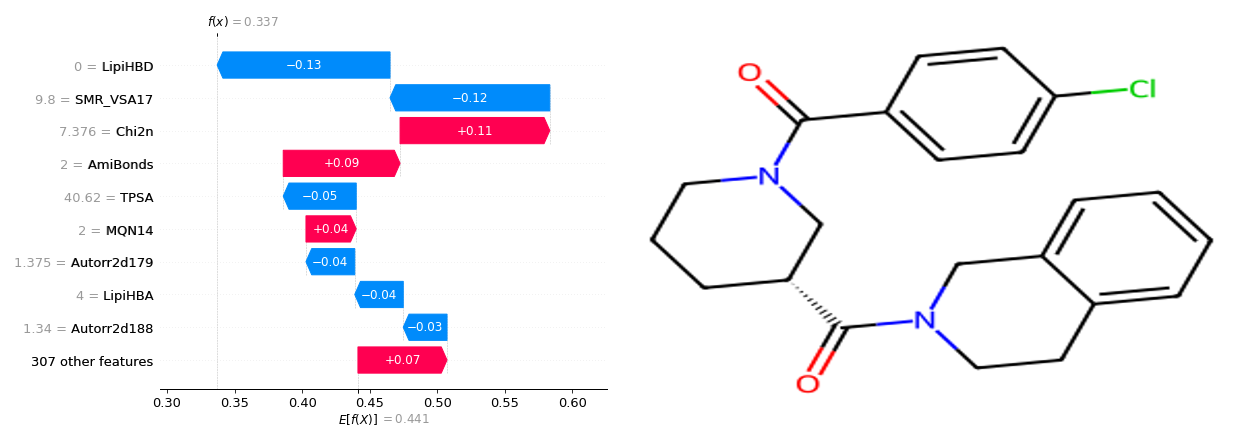 f(x) = 0.337
0 = LipiHBD −0.13
9.8 = SMR_VSA17 −0.12
7.376 = Chi2n +0.11
2 = AmiBonds +0.09
40.62 = TPSA −0.05
2 = MQN14 +0.04
1.375 = Autorr2d179 −0.04
4 = LipiHBA −0.04
1.34 = Autorr2d188 −0.03
307 other features +0.07
0.30 0.35 0.40 0.45 0.50 0.55 0.60
E[f(X)] = 0.441
O
Cl
N
N
O